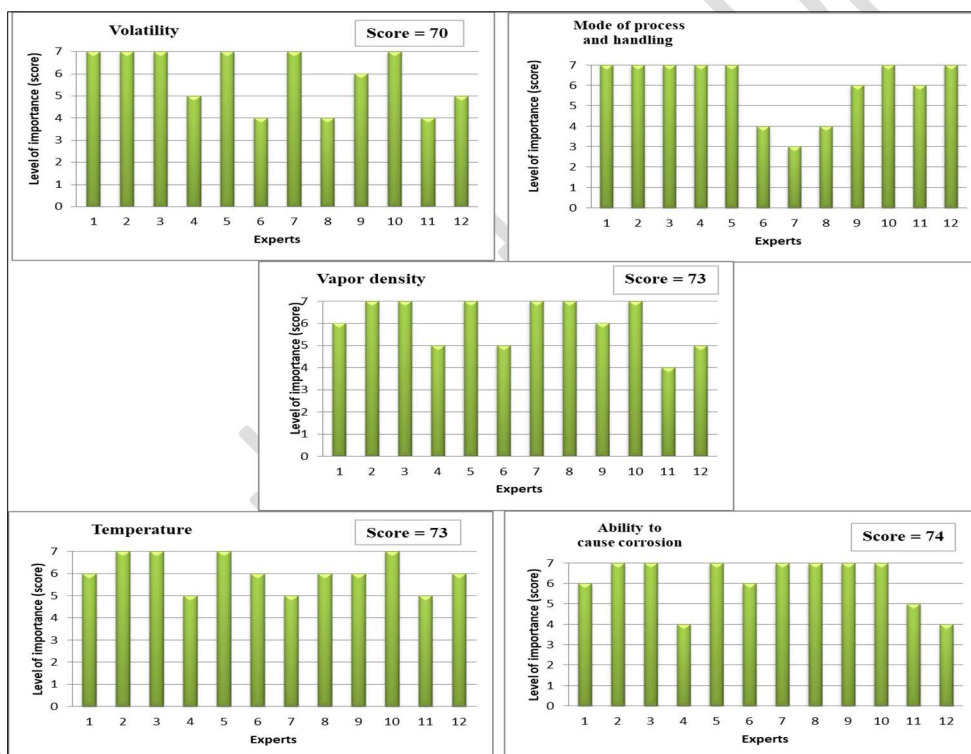 Volatility
Score = 70
Level of importance (score)
7
6
5
4
3
2
1
0
1 2 3 4 5 6 7 8 9 10 11 12
Experts
Mode of process
and handling
Level of importance (score)
7
6
5
4
3
2
1
0
1 2 3 4 5 6 7 8 9 10 11 12
Experts
Vapor density
Score = 73
Level of importance (score)
7
6
5
4
3
2
1
0
1 2 3 4 5 6 7 8 9 10 11 12
Experts
Temperature
Score = 73
Level of importance (score)
7
6
5
4
3
2
1
0
1 2 3 4 5 6 7 8 9 10 11 12
Experts
Ability to
cause corrosion
Score = 74
Level of importance (score)
7
6
5
4
3
2
1
0
1 2 3 4 5 6 7 8 9 10 11 12
Experts